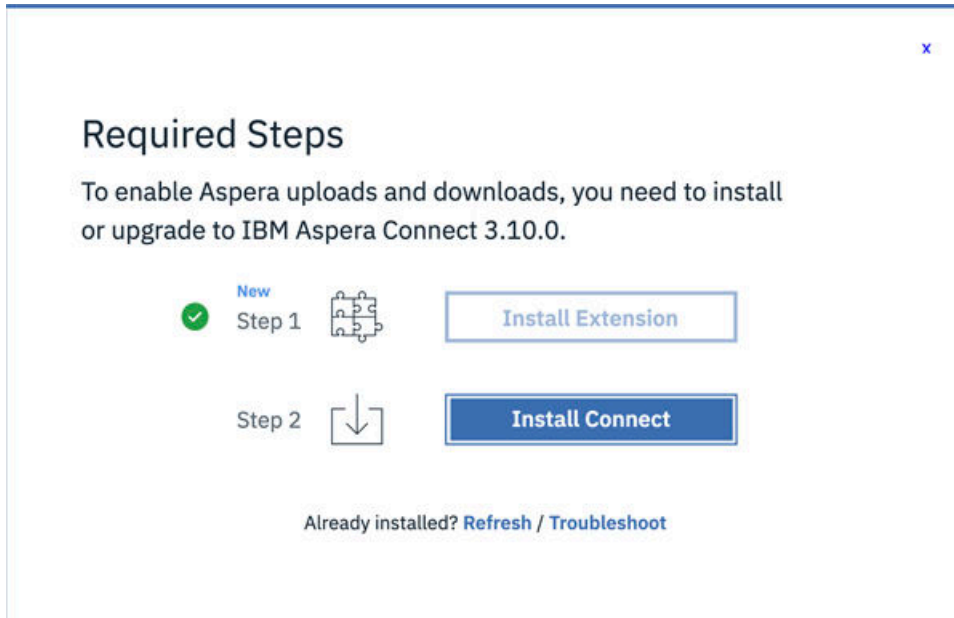 x
Required Steps
To enable Aspera uploads and downloads, you need to install
or upgrade to IBM Aspera Connect 3.10.0.
New
Step 1
Install Extension
Step 2
Install Connect
Already installed? Refresh / Troubleshoot